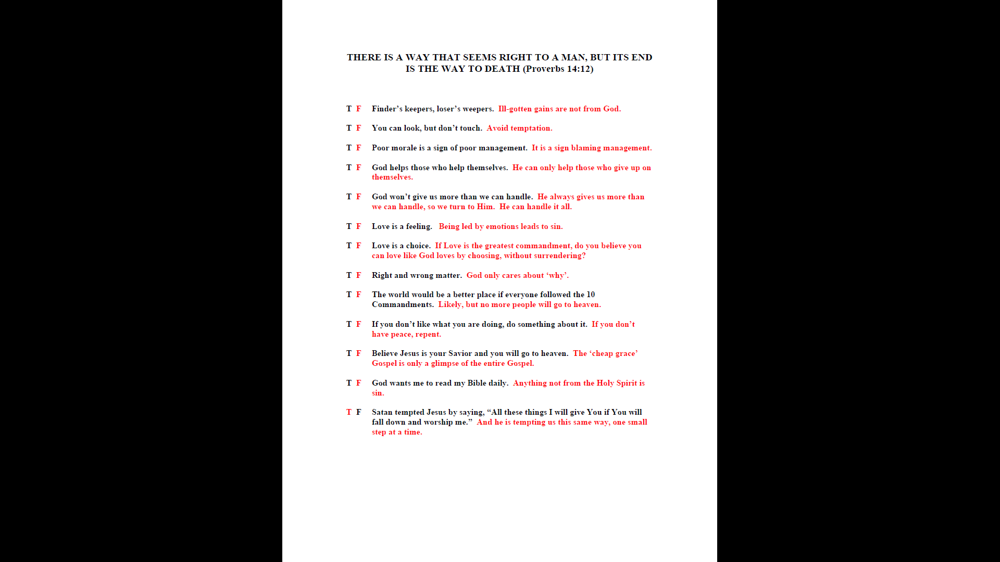 THERE IS A WAY THAT SEEMS RIGHT TO A MAN, BUT ITS END
IS THE WAY TO DEATH (Proverbs 14:12)
T F Finder’s keepers, loser’s weepers. Ill-gotten gains are not from God.
T F You can look, but don’t touch. Avoid temptation.
T F Poor morale is a sign of poor management. It is a sign blaming management.
T F God helps those who help themselves. He can only help those who give up on
themselves.
T F God won’t give us more than we can handle. He always gives us more than
we can handle, so we turn to Him. He can handle it all.
T F Love is a feeling. Being led by emotions leads to sin.
T F Love is a choice. If Love is the greatest commandment, do you believe you
can love like God loves by choosing, without surrendering?
T F Right and wrong matter. God only cares about ‘why’.
T F The world would be a better place if everyone followed the 10
Commandments. Likely, but no more people will go to heaven.
T F If you don’t like what you are doing, do something about it. If you don’t
have peace, repent.
T F Believe Jesus is your Savior and you will go to heaven. The ‘cheap grace’
Gospel is only a glimpse of the entire Gospel.
T F God wants me to read my Bible daily. Anything not from the Holy Spirit is
sin.
T F Satan tempted Jesus by saying, “All these things I will give You if You will
fall down and worship me.” And he is tempting us this same way, one small
step at a time.